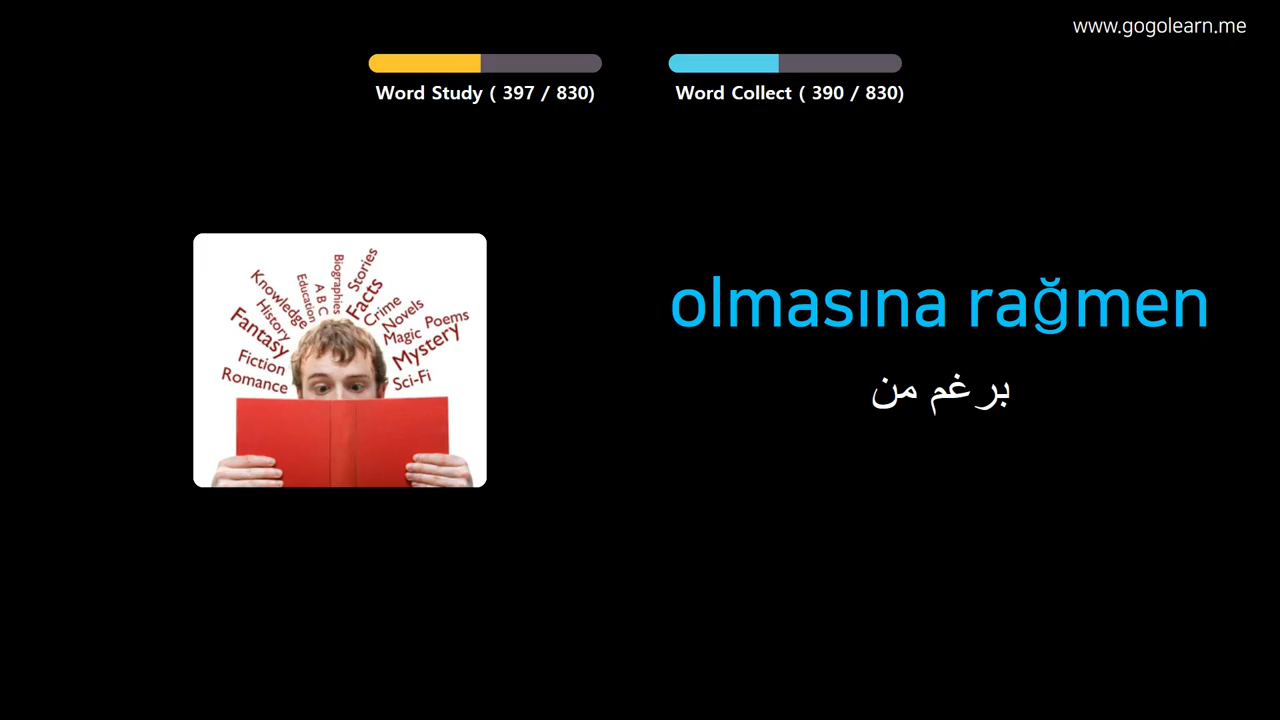 www.gogolearn.me
Word Study ( 397 / 830)
Word Collect ( 390 / 830)
Knowledge
History
Fantasy
Fiction
Romance
Education
A B C
Biographies
Stories
Facts
Crime
Novels
Magic
Poems
Mystery
Sci-Fi
olmasına rağmen
برغم من